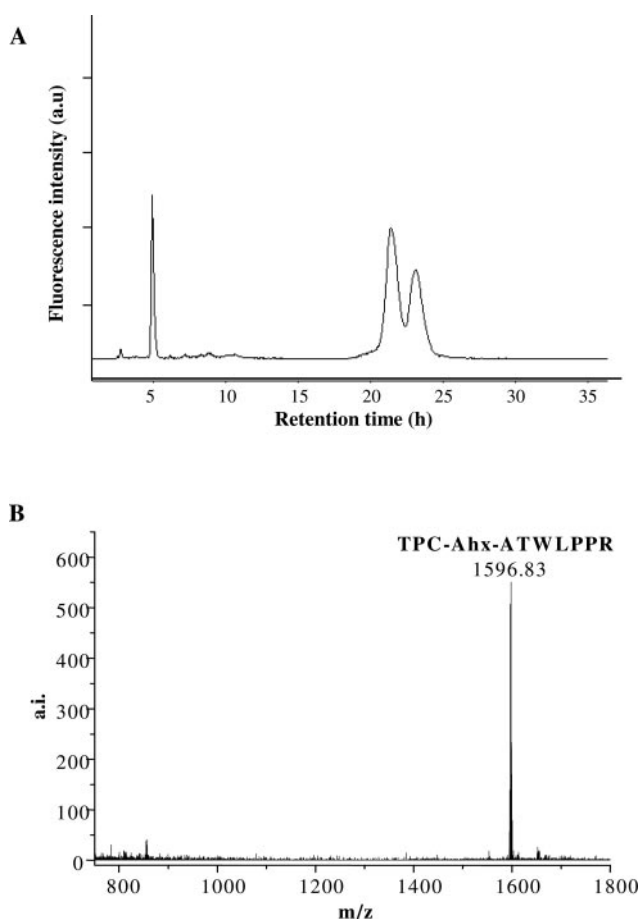 A
Fluorescence intensity (a.u)
5 10 15 20 25 30 35
Retention time (h)
B
TPC-Ahx-ATWLPPR
1596.83
600
500
400
300
200
100
0
a.i.
800 1000 1200 1400 1600 1800
m/z